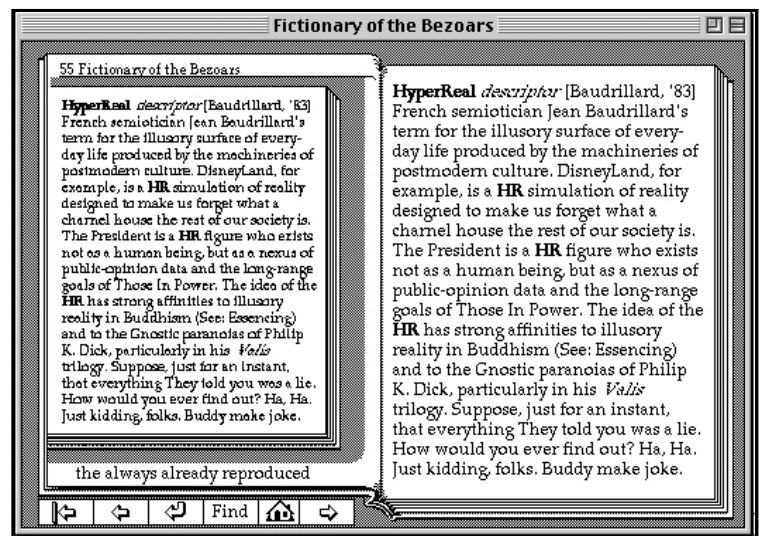 Fictionary of the Bezoars
55 Fictionary of the Bezoars
HyperReal descriptor [Baudrillard, '83]
French semiotician Jean Baudrillard's
term for the illusory surface of every-
day life produced by the machineries of
postmodern culture. DisneyLand, for
example, is a HR simulation of reality
designed to make us forget what a
charnel house the rest of our society is.
The President is a HR figure who exists
not as a human being, but as a nexus of
public-opinion data and the long-range
goals of Those In Power. The idea of the
HR has strong affinities to illusory
reality in Buddhism (See: Essencing)
and to the Gnostic paranoias of Philip
K. Dick, particularly in his Valis
trilogy. Suppose, just for an instant,
that everything They told you was a lie.
How would you ever find out? Ha, Ha.
Just kidding, folks. Buddy make joke.
the always already reproduced
Find
HyperReal descriptor [Baudrillard, '83]
French semiotician Jean Baudrillard's
term for the illusory surface of every-
day life produced by the machineries of
postmodern culture. DisneyLand, for
example, is a HR simulation of reality
designed to make us forget what a
charnel house the rest of our society is.
The President is a HR figure who exists
not as a human being, but as a nexus of
public-opinion data and the long-range
goals of Those In Power. The idea of the
HR has strong affinities to illusory
reality in Buddhism (See: Essencing)
and to the Gnostic paranoias of Philip
K. Dick, particularly in his Valis
trilogy. Suppose, just for an instant,
that everything They told you was a lie.
How would you ever find out? Ha, Ha.
Just kidding, folks. Buddy make joke.